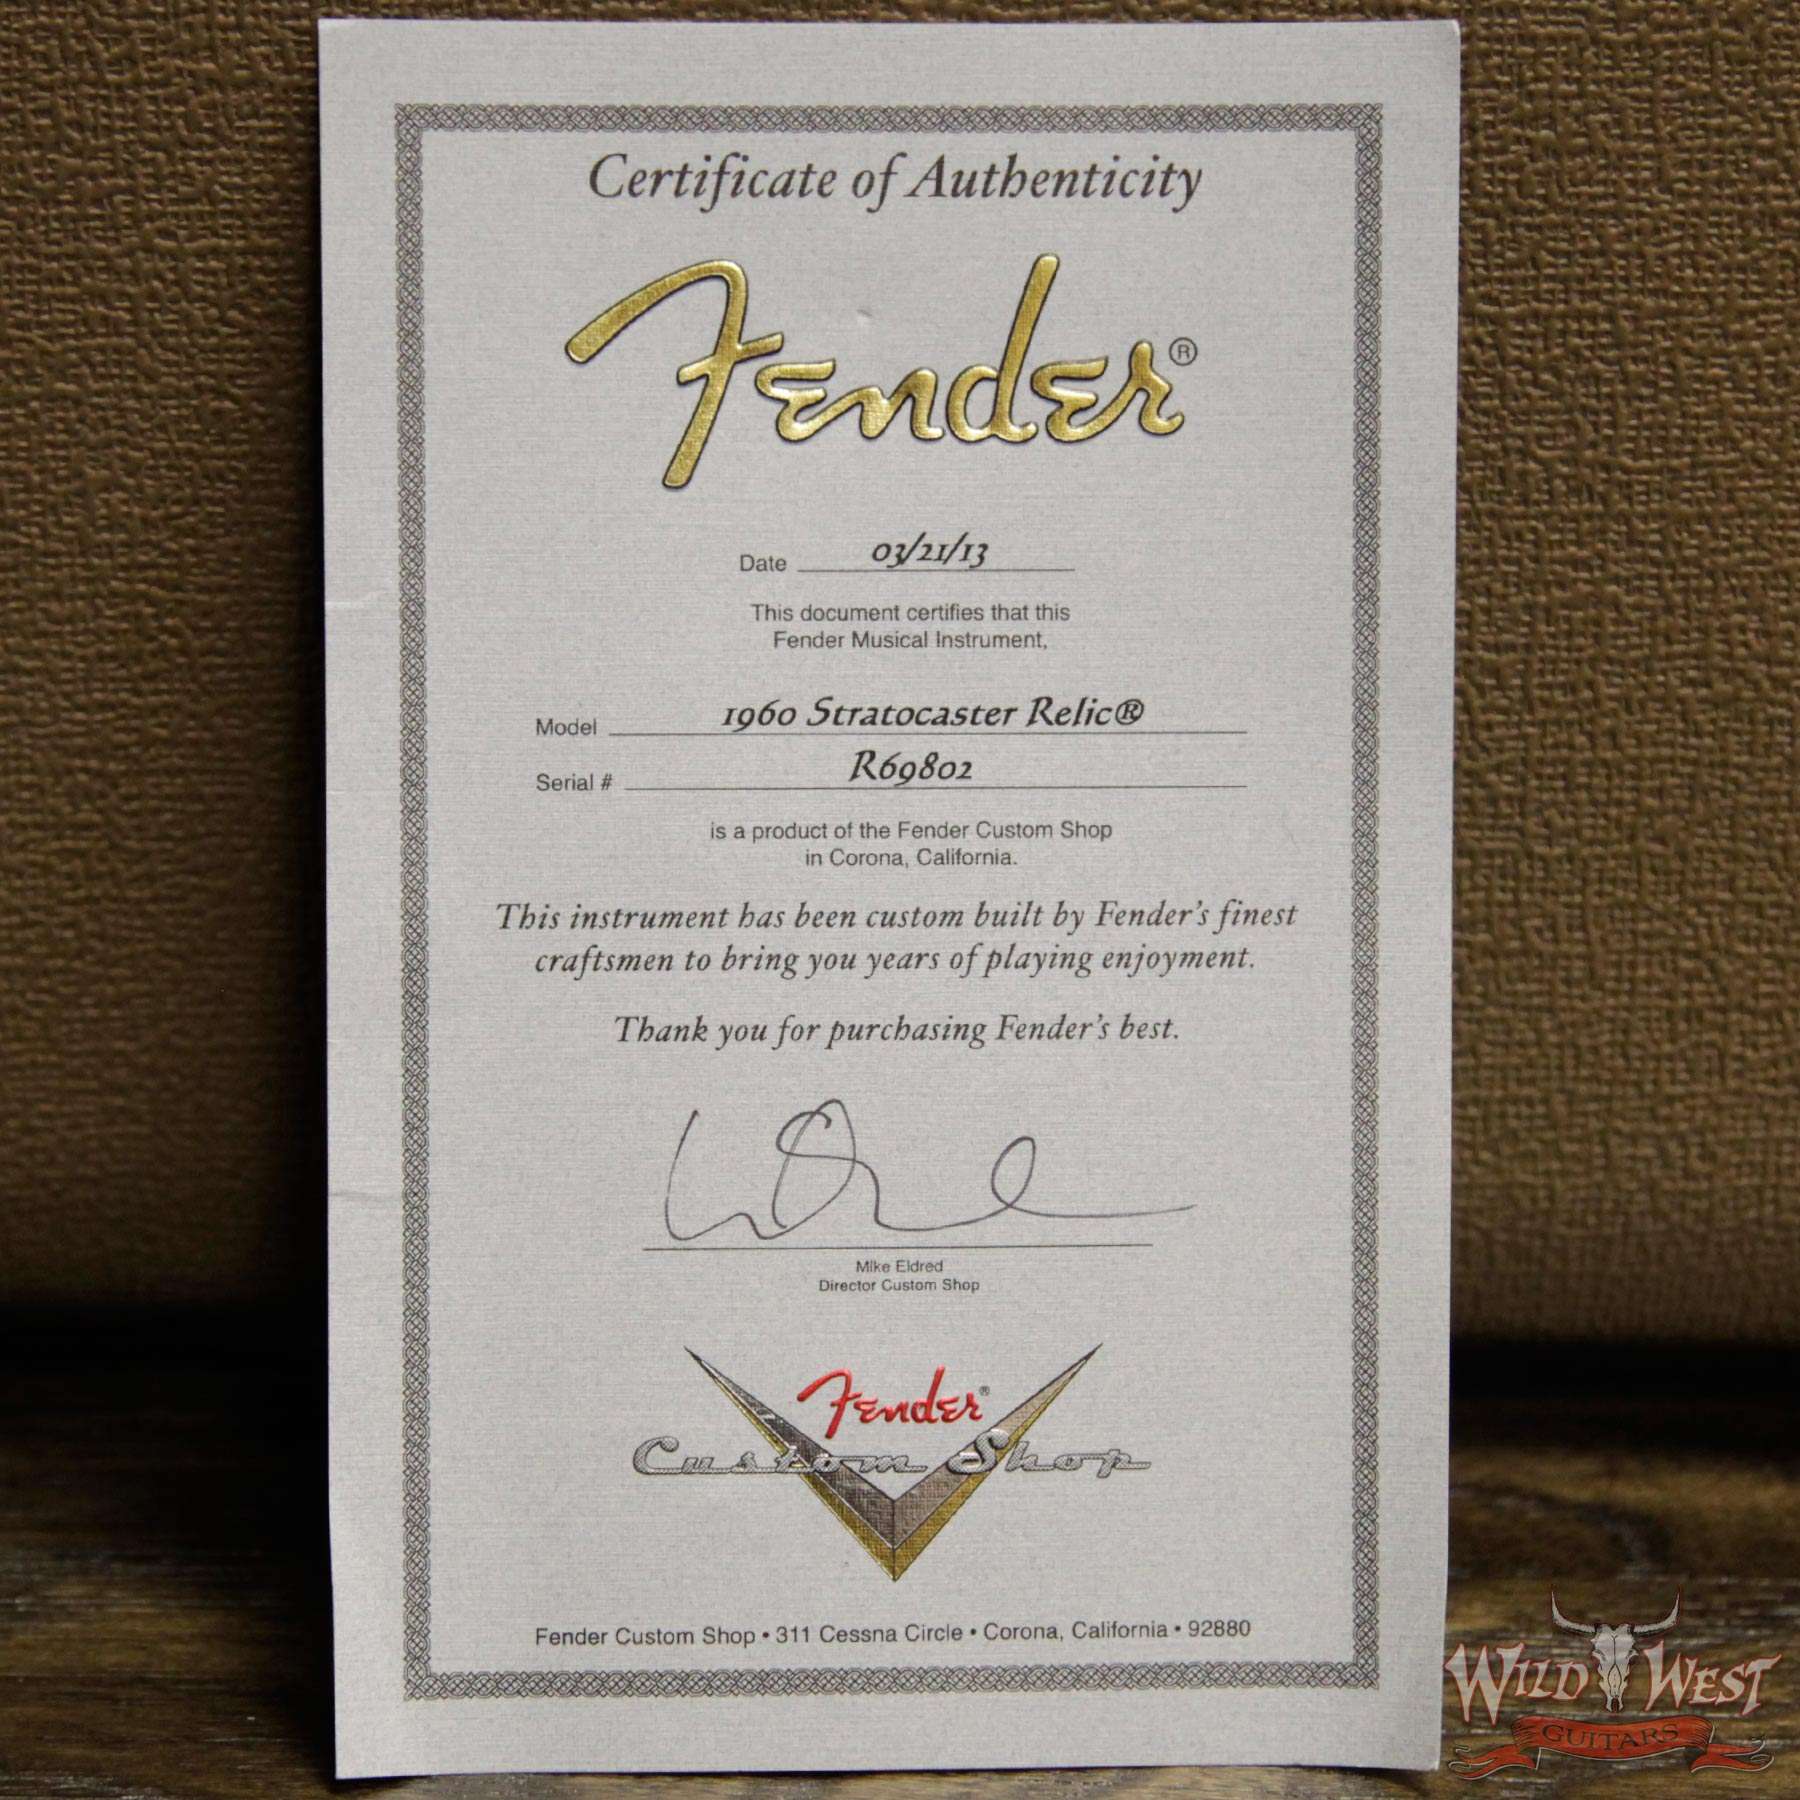 Certificate of Authenticity
Fender®
Date 03/21/13
This document certifies that this
Fender Musical Instrument,
Model 1960 Stratocaster Relic®
Serial # R69802
is a product of the Fender Custom Shop
in Corona, California.
This instrument has been custom built by Fender's finest
craftsmen to bring you years of playing enjoyment.
Thank you for purchasing Fender's best.
Mike Eldred
Director Custom Shop
Fender®
Custom Shop
Fender Custom Shop • 311 Cessna Circle • Corona, California • 92880
WILD WEST
GUITARS